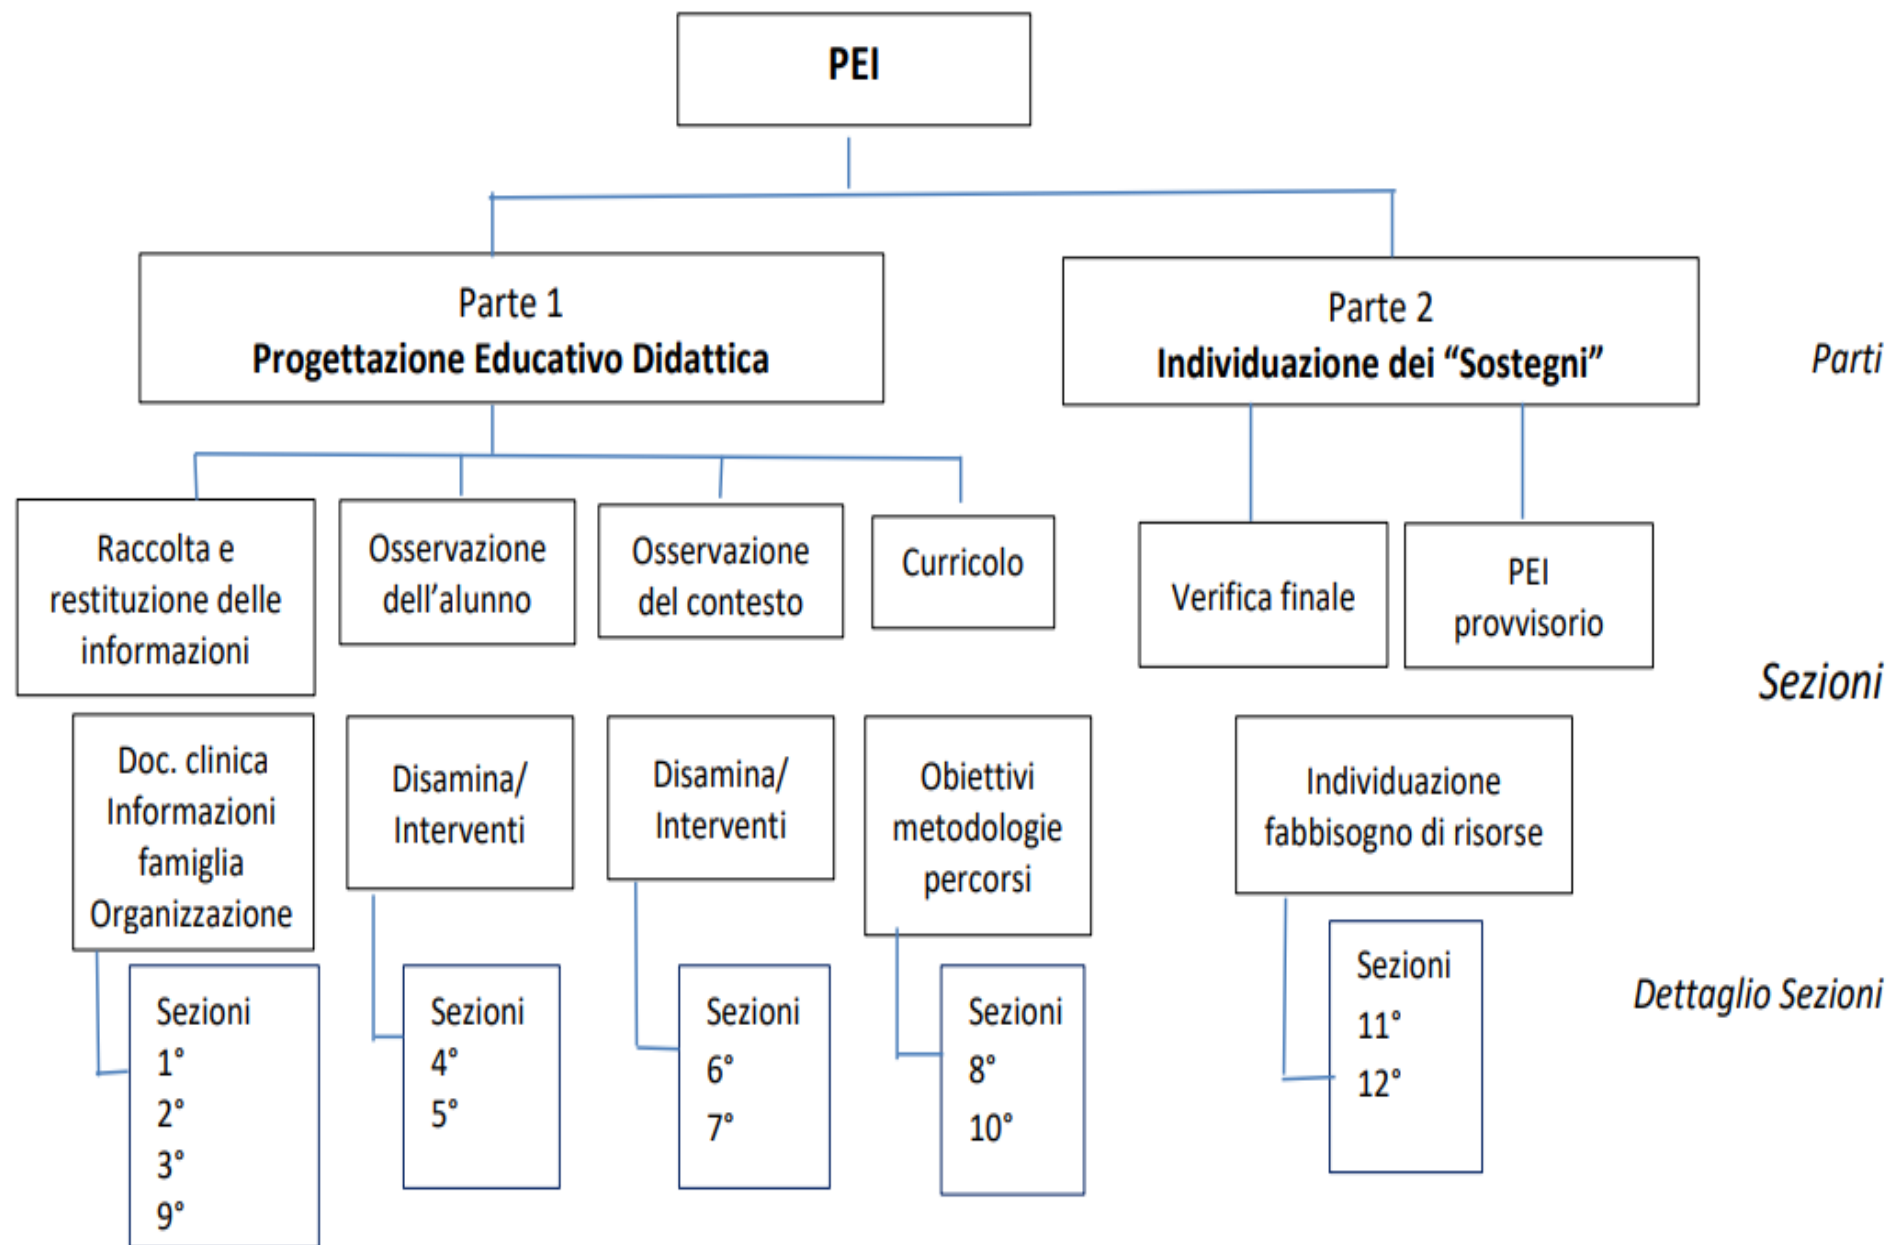 PEI
Parte 1
Progettazione Educativo Didattica
Parte 2
Individuazione dei “Sostegni”
Parti
Raccolta e
restituzione delle
informazioni
Osservazione
dell’alunno
Osservazione
del contesto
Curricolo
Verifica finale
PEI
provvisorio
Sezioni
Doc. clinica
Informazioni
famiglia
Organizzazione
Disamina/
Interventi
Disamina/
Interventi
Obiettivi
metodologie
percorsi
Individuazione
fabbisogno di risorse
Dettaglio Sezioni
Sezioni
1°
2°
3°
9°
Sezioni
4°
5°
Sezioni
6°
7°
Sezioni
8°
10°
Sezioni
11°
12°